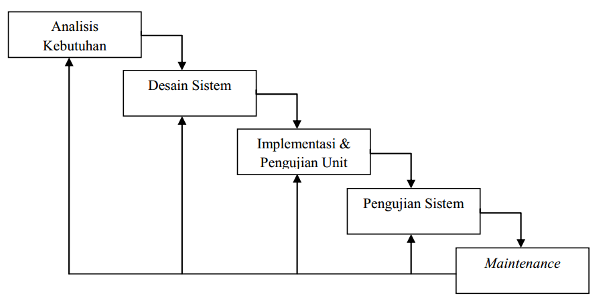 Analisis
Kebutuhan
Desain Sistem
Implementasi &
Pengujian Unit
Pengujian Sistem
Maintenance